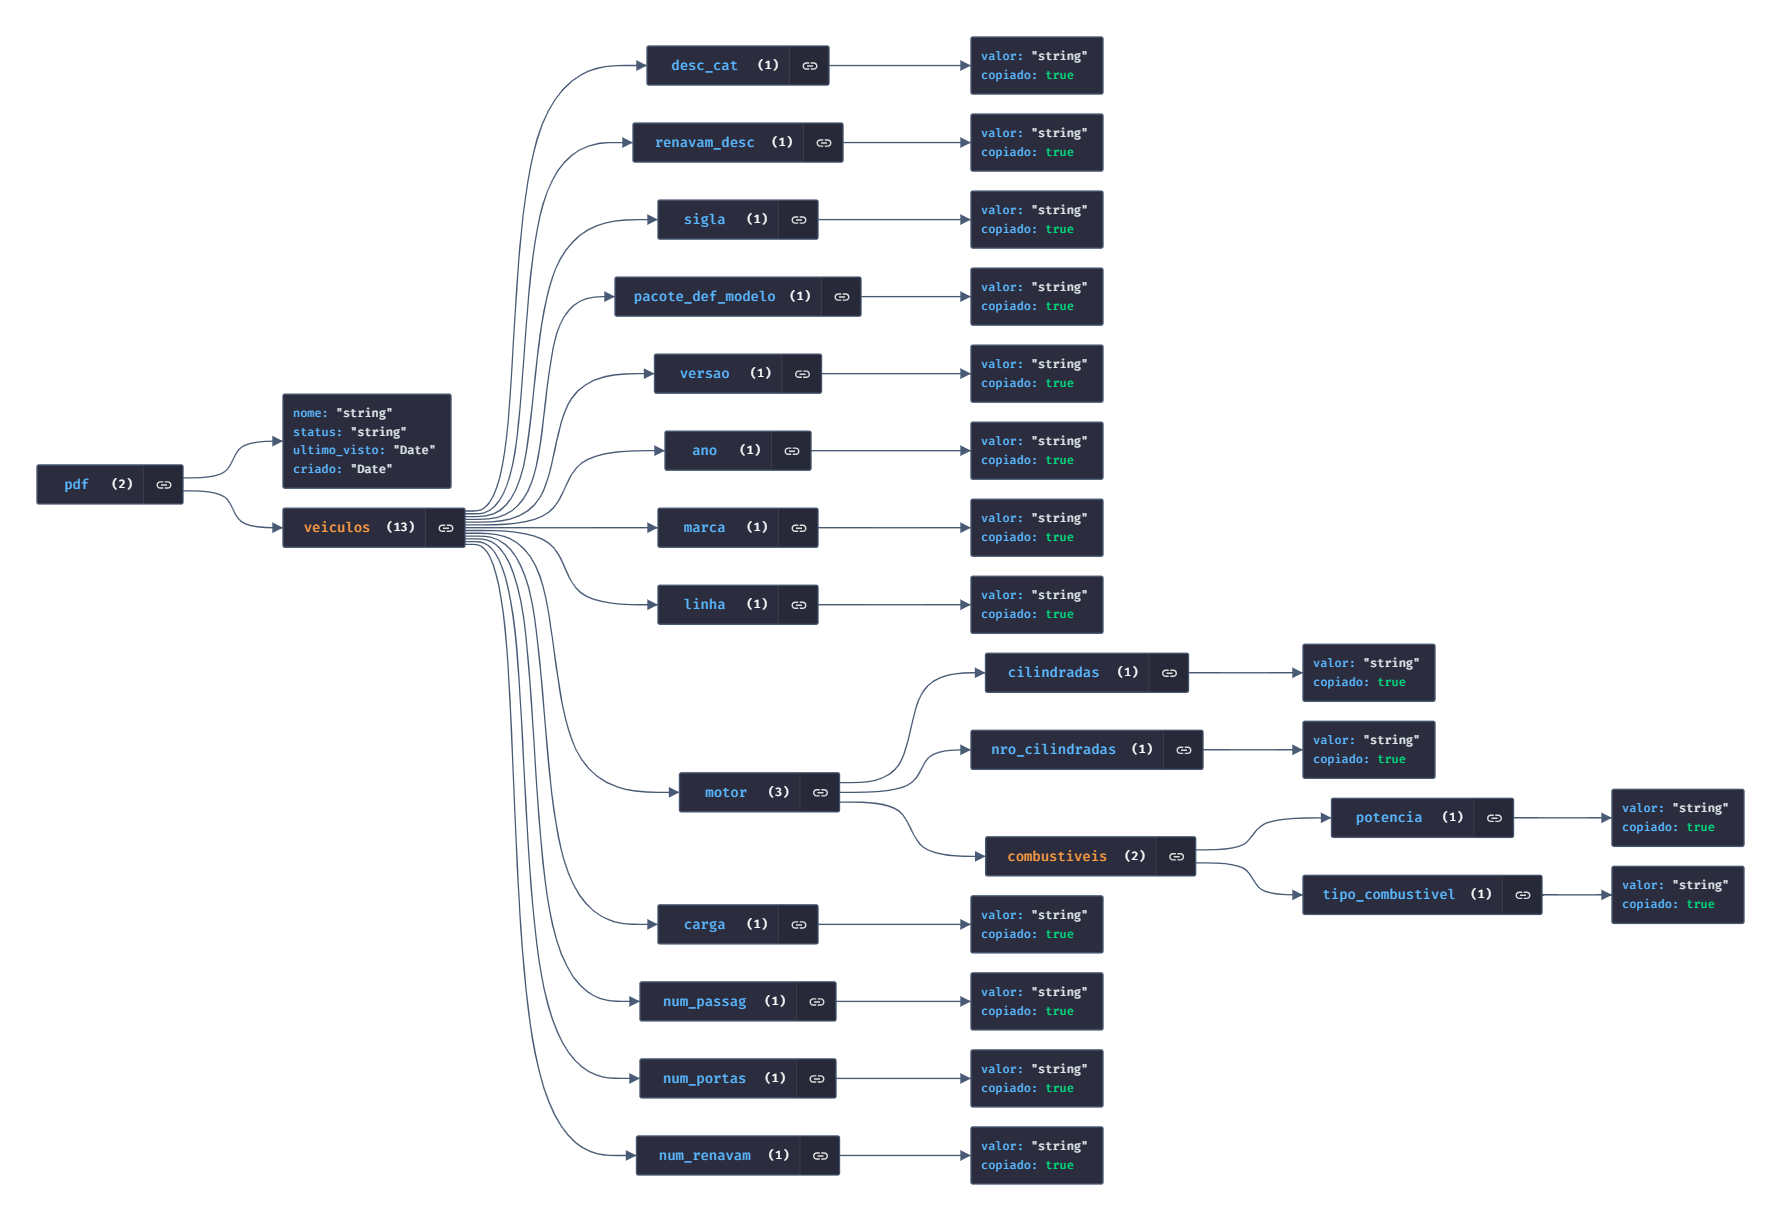 desc_cat (1)
valor: "string"
copiado: true
renavam_desc (1)
valor: "string"
copiado: true
sigla (1)
valor: "string"
copiado: true
pacote_def_modelo (1)
valor: "string"
copiado: true
versao (1)
valor: "string"
copiado: true
nome: "string"
status: "string"
ultimo_visto: "Date"
criado: "Date"
ano (1)
valor: "string"
copiado: true
pdf (2)
veiculos (13)
marca (1)
valor: "string"
copiado: true
linha (1)
valor: "string"
copiado: true
cilindradas (1)
valor: "string"
copiado: true
nro_cilindradas (1)
valor: "string"
copiado: true
motor (3)
potencia (1)
valor: "string"
copiado: true
combustiveis (2)
tipo_combustivel (1)
valor: "string"
copiado: true
carga (1)
valor: "string"
copiado: true
num_passag (1)
valor: "string"
copiado: true
num_portas (1)
valor: "string"
copiado: true
num_renavam (1)
valor: "string"
copiado: true